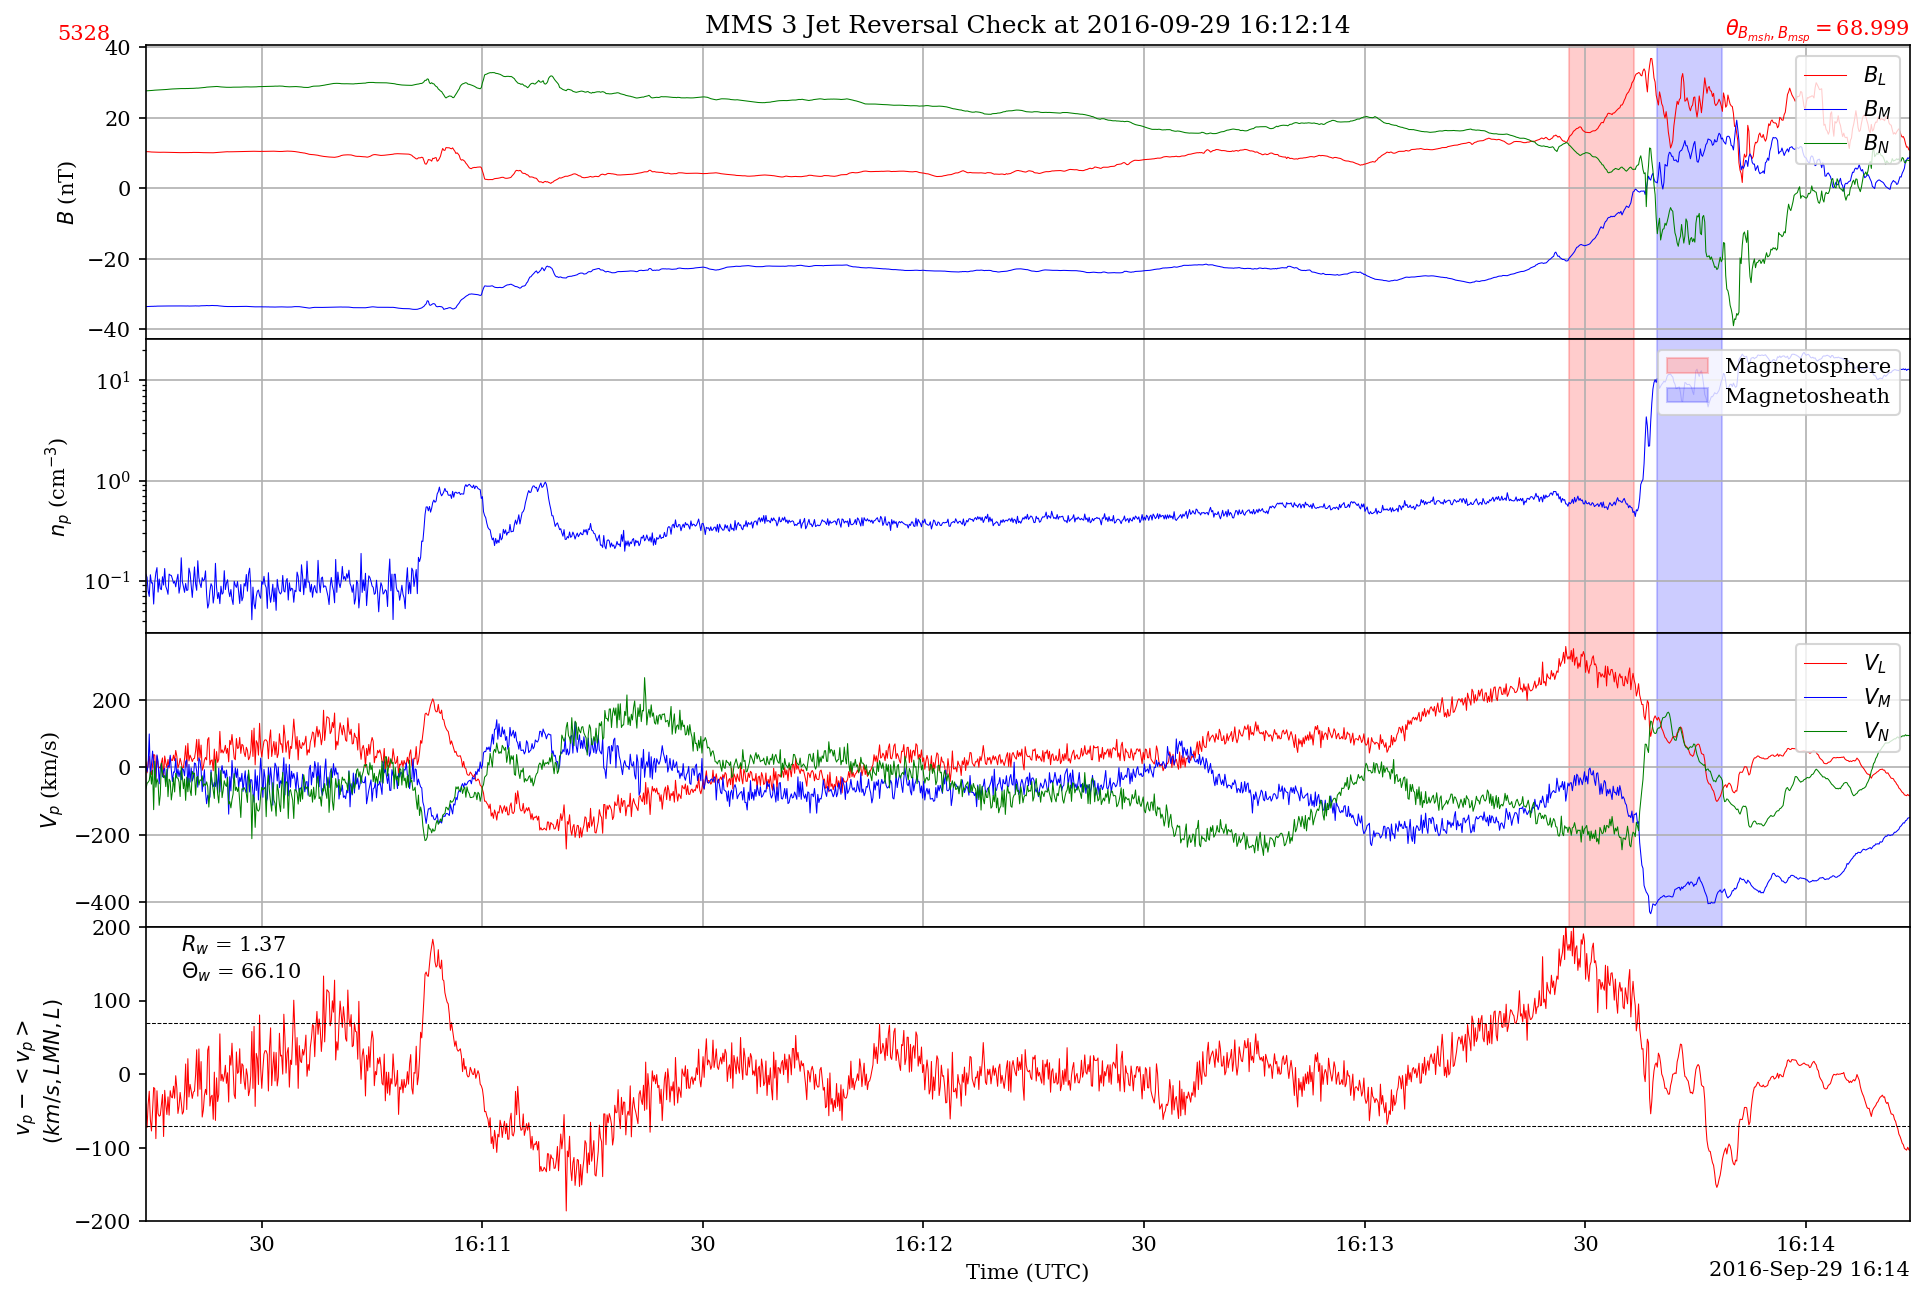 MMS 3 Jet Reversal Check at 2016-09-29 16:12:14
5328
θ_{B_{msh}, B_{msp}} = 68.999
40
20
0
−20
−40
B (nT)
B_L
B_M
B_N
10^1
10^0
10^{−1}
n_p (cm^{−3})
Magnetosphere
Magnetosheath
200
0
−200
−400
V_p (km/s)
V_L
V_M
V_N
200
100
0
−100
−200
v_p − < v_p >
(km/s, LMN, L)
R_w = 1.37
Θ_w = 66.10
30 16:11 30 16:12 30 16:13 30 16:14
Time (UTC)
2016-Sep-29 16:14